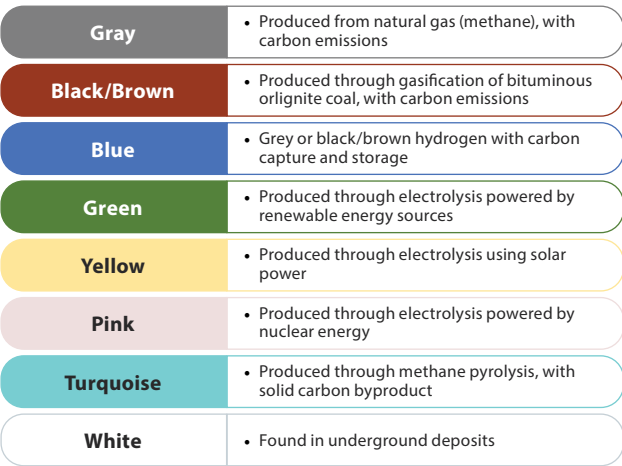 Gray
• Produced from natural gas (methane), with
carbon emissions
Black/Brown
• Produced through gasification of bituminous
orlignite coal, with carbon emissions
Blue
• Grey or black/brown hydrogen with carbon
capture and storage
Green
• Produced through electrolysis powered by
renewable energy sources
Yellow
• Produced through electrolysis using solar
power
Pink
• Produced through electrolysis powered by
nuclear energy
Turquoise
• Produced through methane pyrolysis, with
solid carbon byproduct
White
• Found in underground deposits